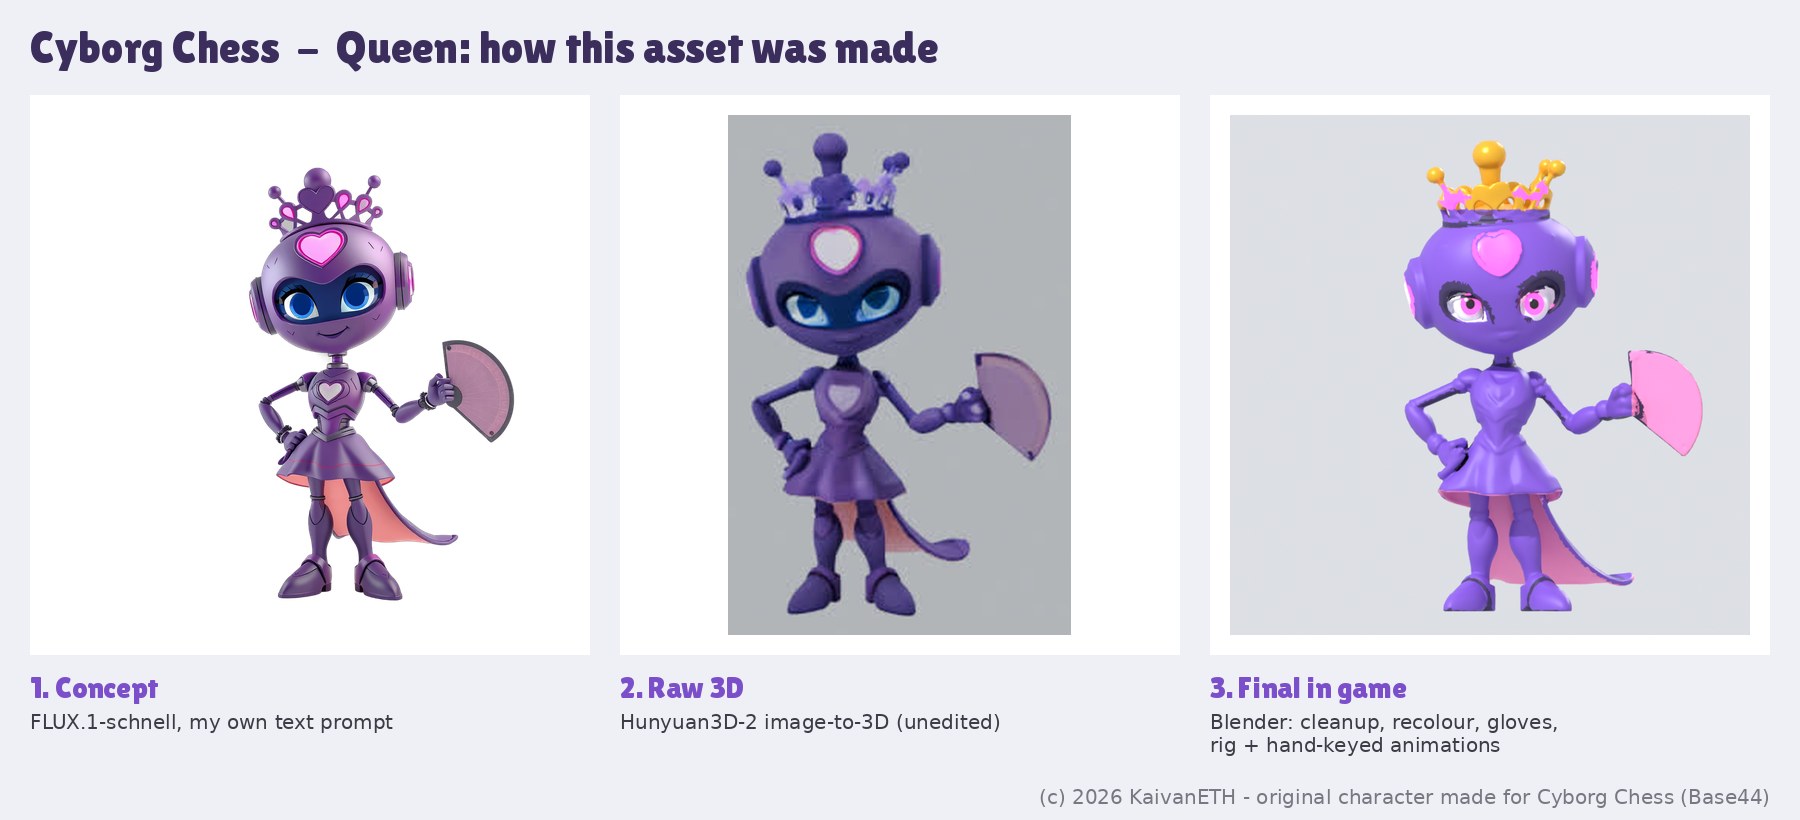 Cyborg Chess – Queen: how this asset was made
1. Concept
FLUX.1-schnell, my own text prompt
2. Raw 3D
Hunyuan3D-2 image-to-3D (unedited)
3. Final in game
Blender: cleanup, recolour, gloves,
rig + hand-keyed animations
(c) 2026 KaivanETH - original character made for Cyborg Chess (Base44)